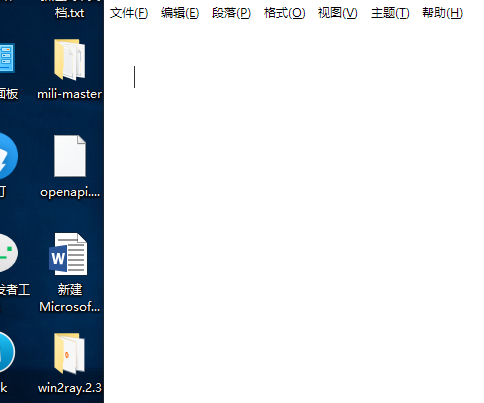 档.txt
文件(F) 编辑(E) 段落(P) 格式(O) 视图(V) 主题(T) 帮助(H)
面板
mili-master
钉
openapi....
发者工
新建
Microsof...
k
win2ray.2.3